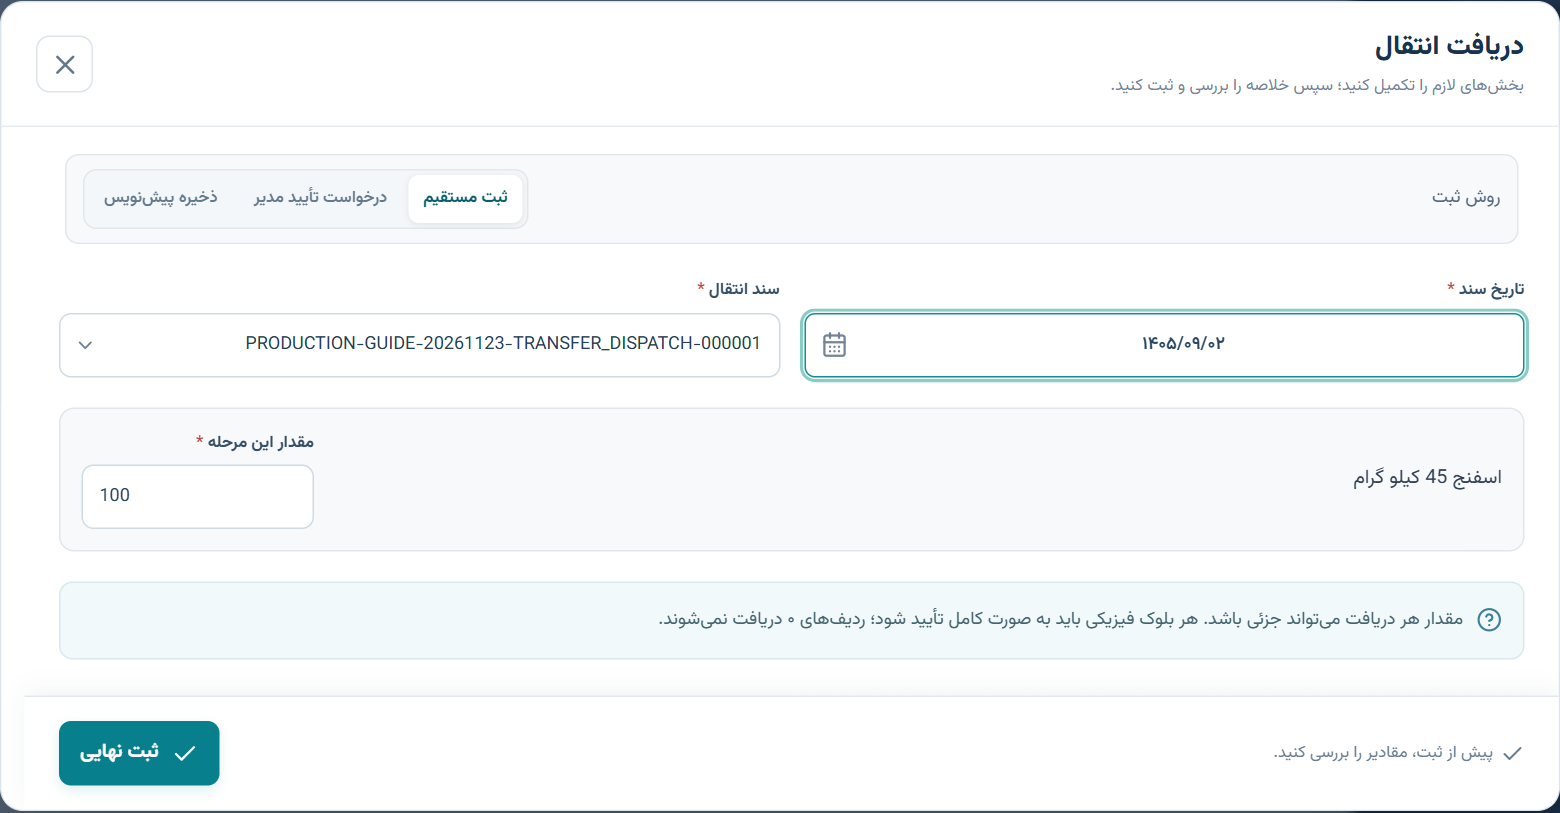 دریافت انتقال
بخش‌های لازم را تکمیل کنید؛ سپس خلاصه را بررسی و ثبت کنید.
روش ثبت
ثبت مستقیم
درخواست تأیید مدیر
ذخیره پیش‌نویس
تاریخ سند *
۱۴۰۵/۰۹/۰۲
سند انتقال *
PRODUCTION-GUIDE-20261123-TRANSFER_DISPATCH-000001
اسفنج 45 کیلو گرام
مقدار این مرحله *
100
مقدار هر دریافت می‌تواند جزئی باشد. هر بلوک فیزیکی باید به صورت کامل تأیید شود؛ ردیف‌های ۰ دریافت نمی‌شوند.
پیش از ثبت، مقادیر را بررسی کنید.
ثبت نهایی